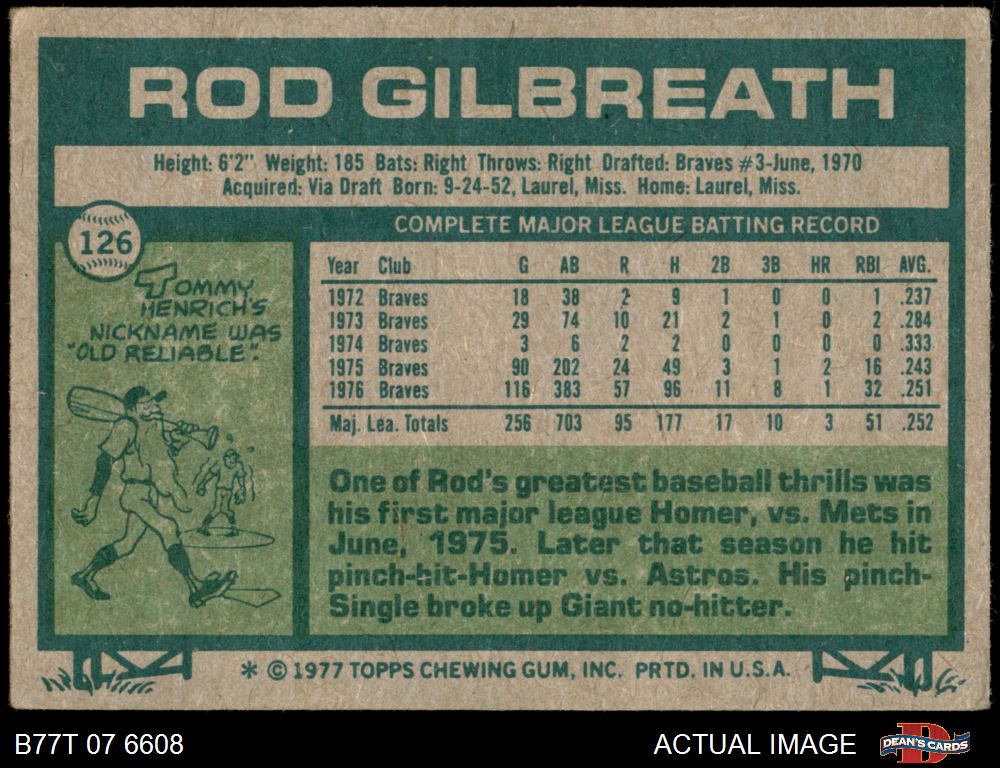 ROD GILBREATH
Height: 6'2" Weight: 185 Bats: Right Throws: Right Drafted: Braves #3-June, 1970
Acquired: Via Draft Born: 9-24-52, Laurel, Miss. Home: Laurel, Miss.
126
TOMMY
HENRICH'S
NICKNAME WAS
"OLD RELIABLE".
COMPLETE MAJOR LEAGUE BATTING RECORD
Year Club G AB R H 2B 3B HR RBI AVG.
1972 Braves 18 38 2 9 1 0 0 1 .237
1973 Braves 29 74 10 21 2 1 0 2 .284
1974 Braves 3 6 2 2 0 0 0 0 .333
1975 Braves 90 202 24 49 3 1 2 16 .243
1976 Braves 116 383 57 96 11 8 1 32 .251
Maj. Lea. Totals 256 703 95 177 17 10 3 51 .252
One of Rod's greatest baseball thrills was
his first major league Homer, vs. Mets in
June, 1975. Later that season he hit
pinch-hit-Homer vs. Astros. His pinch-
Single broke up Giant no-hitter.
* © 1977 TOPPS CHEWING GUM, INC. PRTD. IN U.S.A.
B77T 07 6608
ACTUAL IMAGE
DEAN'S CARDS